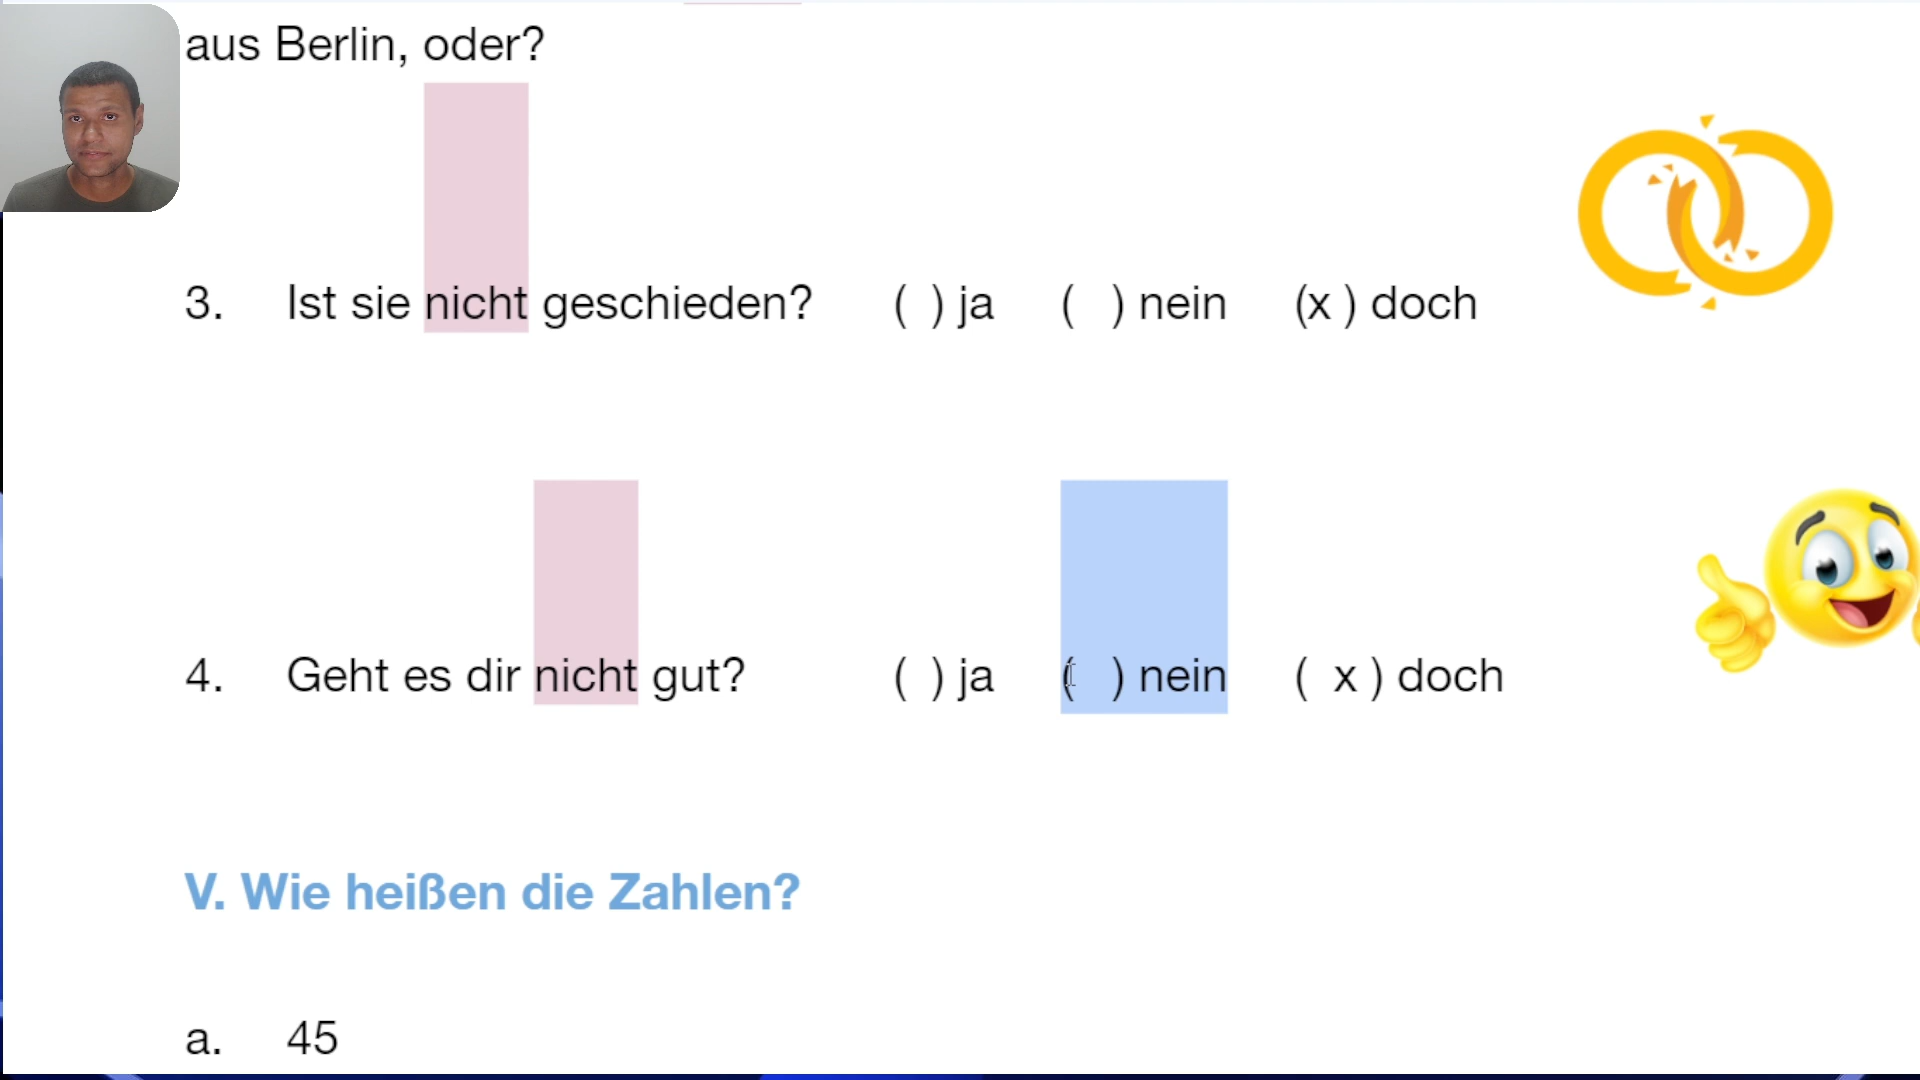 aus Berlin, oder?
3. Ist sie nicht geschieden? ( ) ja ( ) nein (x ) doch
4. Geht es dir nicht gut? ( ) ja ( ) nein ( x ) doch
V. Wie heißen die Zahlen?
a. 45